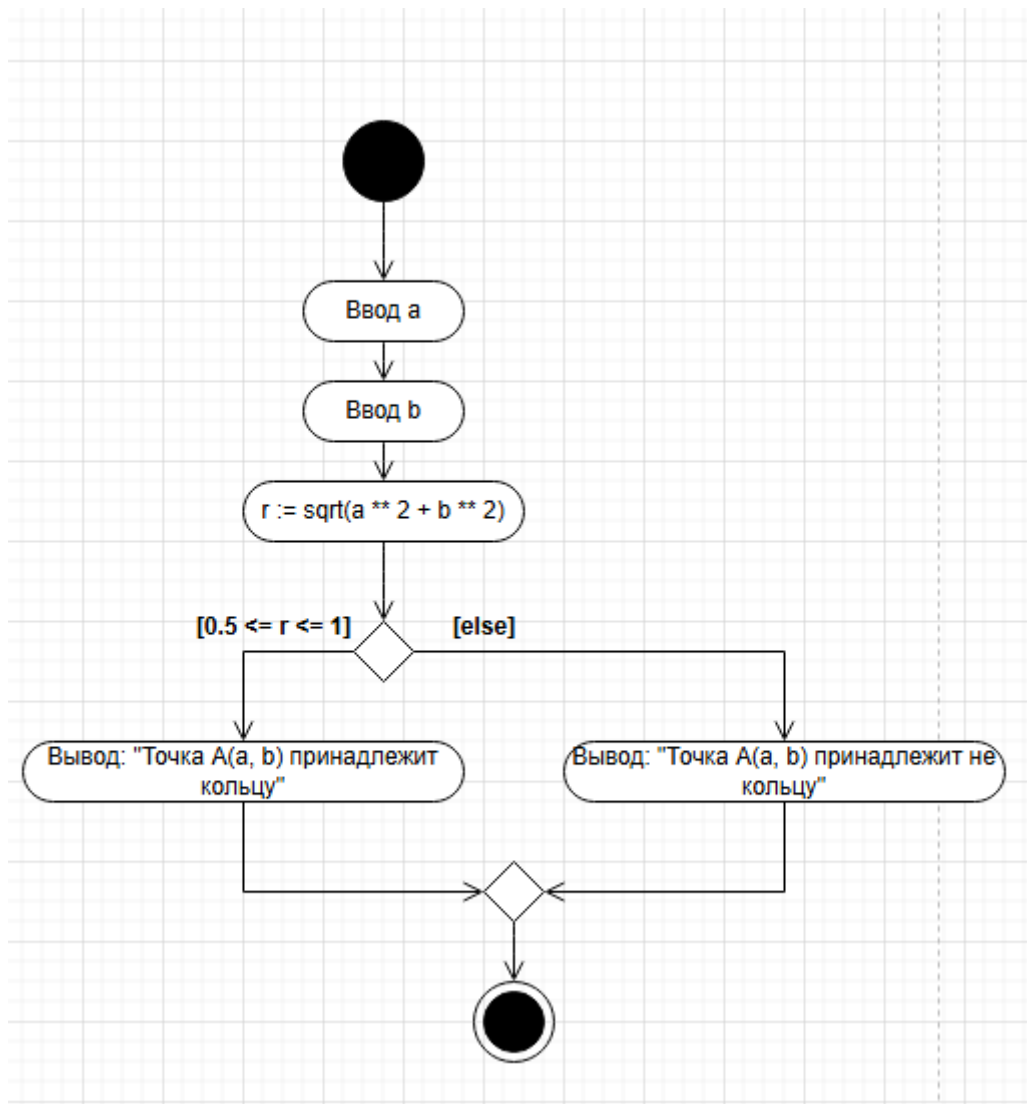 Ввод a
Ввод b
r := sqrt(a ** 2 + b ** 2)
[0.5 <= r <= 1]
[else]
Вывод: "Точка A(a, b) принадлежит
кольцу"
Вывод: "Точка A(a, b) принадлежит не
кольцу"